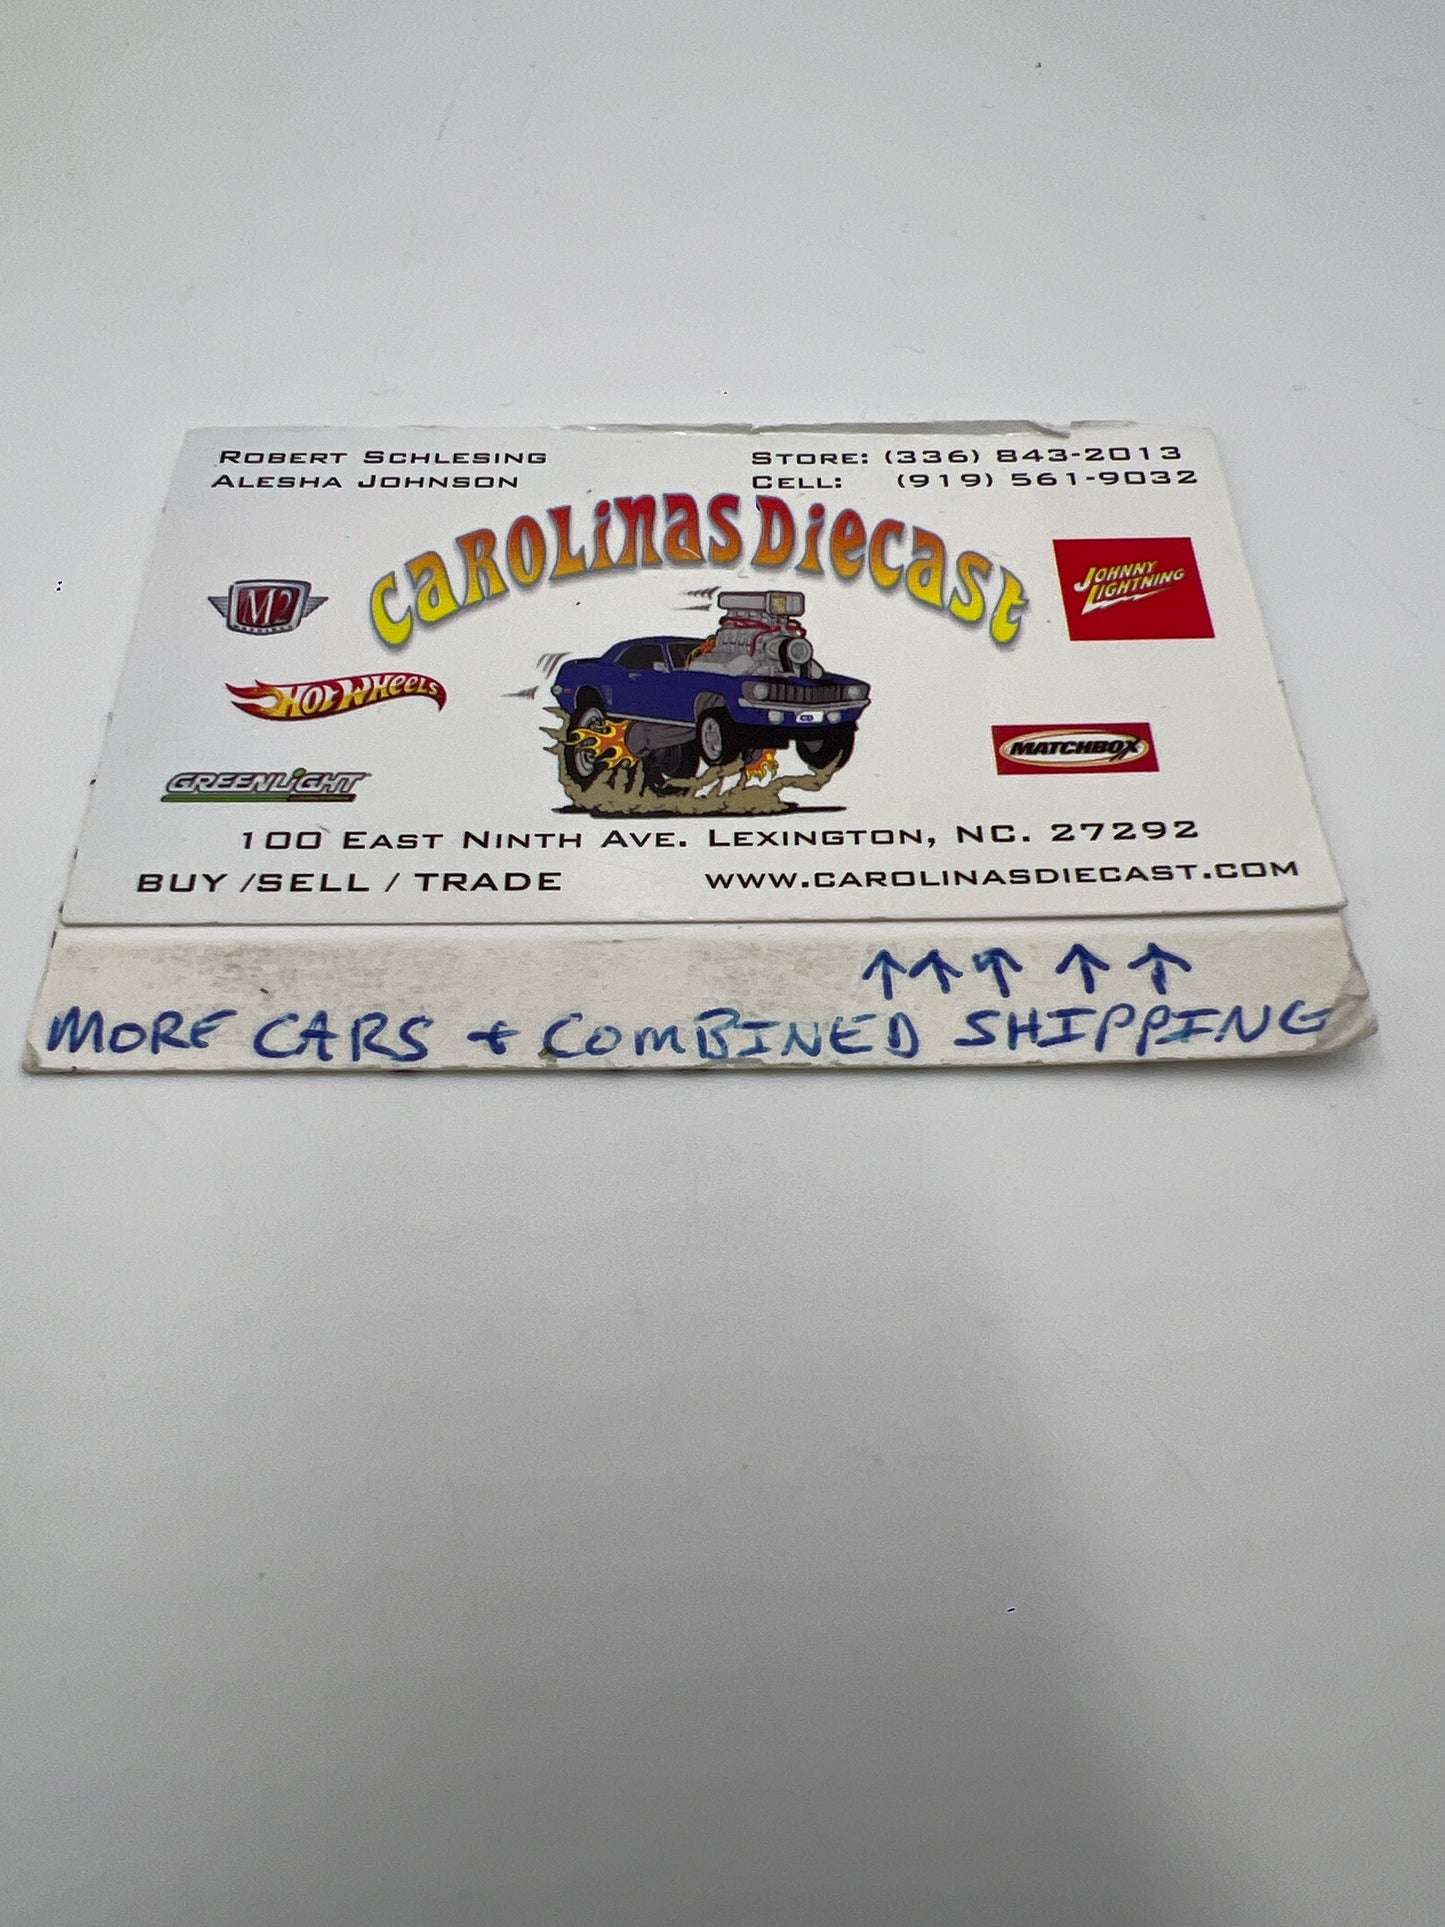 ROBERT SCHLESING
ALESHA JOHNSON
STORE: (336) 843-2013
CELL: (919) 561-9032
CAROLINAS DIECAST
M2
JOHNNY
LIGHTNING
HOT WHEELS
MATCHBOX
GREENLIGHT
100 EAST NINTH AVE. LEXINGTON, NC. 27292
BUY /SELL / TRADE
WWW.CAROLINASDIECAST.COM
↑↑↑ ↑ ↑
MORE CARS + COMBINED SHIPPING